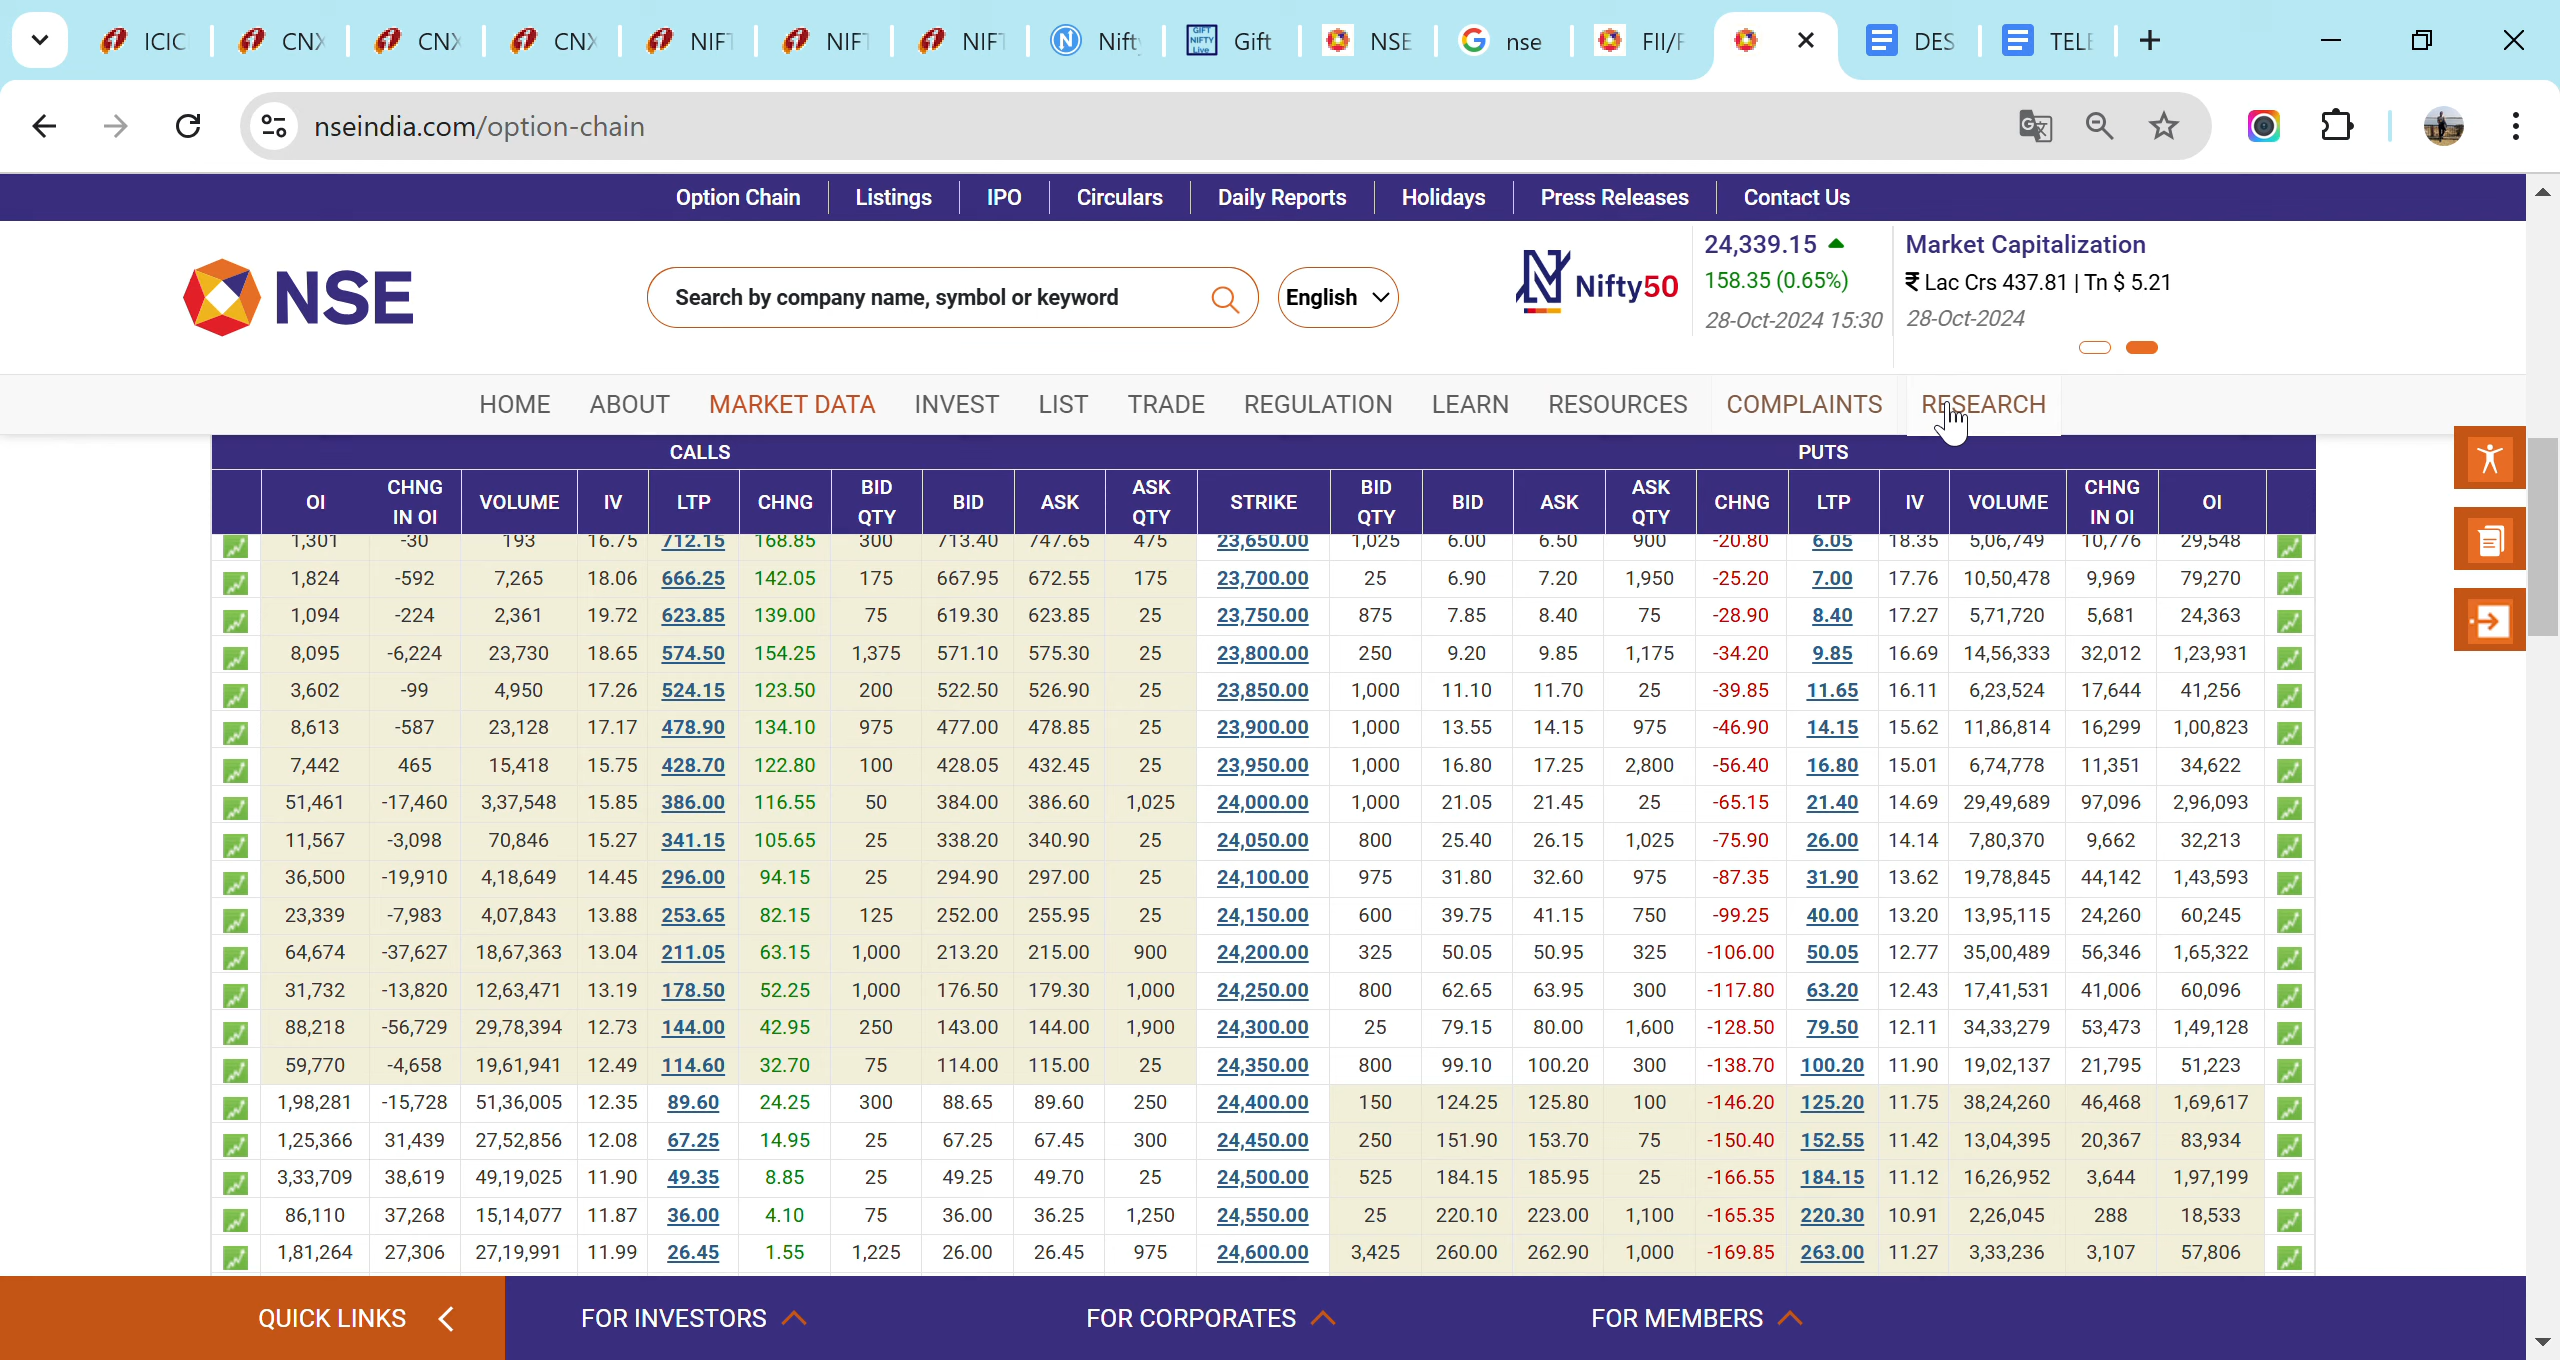 ICIC CNX CNX CNX NIFT NIFT NIFT Nifty Gift NSE nse FII/F DES TELE
nseindia.com/option-chain
Option Chain Listings IPO Circulars Daily Reports Holidays Press Releases Contact Us
NSE
Search by company name, symbol or keyword
English
Nifty50
24,339.15
158.35 (0.65%)
28-Oct-2024 15:30
Market Capitalization
₹ Lac Crs 437.81 | Tn $ 5.21
28-Oct-2024
HOME ABOUT MARKET DATA INVEST LIST TRADE REGULATION LEARN RESOURCES COMPLAINTS RESEARCH
CALLS PUTS
OI CHNG IN OI VOLUME IV LTP CHNG BID QTY BID ASK ASK QTY STRIKE BID QTY BID ASK ASK QTY CHNG LTP IV VOLUME CHNG IN OI OI
1,301 -30 193 16.75 712.15 168.85 300 713.40 747.65 475 23,650.00 1,025 6.00 6.50 900 -20.80 6.05 18.35 5,06,749 10,776 29,548
1,824 -592 7,265 18.06 666.25 142.05 175 667.95 672.55 175 23,700.00 25 6.90 7.20 1,950 -25.20 7.00 17.76 10,50,478 9,969 79,270
1,094 -224 2,361 19.72 623.85 139.00 75 619.30 623.85 25 23,750.00 875 7.85 8.40 75 -28.90 8.40 17.27 5,71,720 5,681 24,363
8,095 -6,224 23,730 18.65 574.50 154.25 1,375 571.10 575.30 25 23,800.00 250 9.20 9.85 1,175 -34.20 9.85 16.69 14,56,333 32,012 1,23,931
3,602 -99 4,950 17.26 524.15 123.50 200 522.50 526.90 25 23,850.00 1,000 11.10 11.70 25 -39.85 11.65 16.11 6,23,524 17,644 41,256
8,613 -587 23,128 17.17 478.90 134.10 975 477.00 478.85 25 23,900.00 1,000 13.55 14.15 975 -46.90 14.15 15.62 11,86,814 16,299 1,00,823
7,442 465 15,418 15.75 428.70 122.80 100 428.05 432.45 25 23,950.00 1,000 16.80 17.25 2,800 -56.40 16.80 15.01 6,74,778 11,351 34,622
51,461 -17,460 3,37,548 15.85 386.00 116.55 50 384.00 386.60 1,025 24,000.00 1,000 21.05 21.45 25 -65.15 21.40 14.69 29,49,689 97,096 2,96,093
11,567 -3,098 70,846 15.27 341.15 105.65 25 338.20 340.90 25 24,050.00 800 25.40 26.15 1,025 -75.90 26.00 14.14 7,80,370 9,662 32,213
36,500 -19,910 4,18,649 14.45 296.00 94.15 25 294.90 297.00 25 24,100.00 975 31.80 32.60 975 -87.35 31.90 13.62 19,78,845 44,142 1,43,593
23,339 -7,983 4,07,843 13.88 253.65 82.15 125 252.00 255.95 25 24,150.00 600 39.75 41.15 750 -99.25 40.00 13.20 13,95,115 24,260 60,245
64,674 -37,627 18,67,363 13.04 211.05 63.15 1,000 213.20 215.00 900 24,200.00 325 50.05 50.95 325 -106.00 50.05 12.77 35,00,489 56,346 1,65,322
31,732 -13,820 12,63,471 13.19 178.50 52.25 1,000 176.50 179.30 1,000 24,250.00 800 62.65 63.95 300 -117.80 63.20 12.43 17,41,531 41,006 60,096
88,218 -56,729 29,78,394 12.73 144.00 42.95 250 143.00 144.00 1,900 24,300.00 25 79.15 80.00 1,600 -128.50 79.50 12.11 34,33,279 53,473 1,49,128
59,770 -4,658 19,61,941 12.49 114.60 32.70 75 114.00 115.00 25 24,350.00 800 99.10 100.20 300 -138.70 100.20 11.90 19,02,137 21,795 51,223
1,98,281 -15,728 51,36,005 12.35 89.60 24.25 300 88.65 89.60 250 24,400.00 150 124.25 125.80 100 -146.20 125.20 11.75 38,24,260 46,468 1,69,617
1,25,366 31,439 27,52,856 12.08 67.25 14.95 25 67.25 67.45 300 24,450.00 250 151.90 153.70 75 -150.40 152.55 11.42 13,04,395 20,367 83,934
3,33,709 38,619 49,19,025 11.90 49.35 8.85 25 49.25 49.70 25 24,500.00 525 184.15 185.95 25 -166.55 184.15 11.12 16,26,952 3,644 1,97,199
86,110 37,268 15,14,077 11.87 36.00 4.10 75 36.00 36.25 1,250 24,550.00 25 220.10 223.00 1,100 -165.35 220.30 10.91 2,26,045 288 18,533
1,81,264 27,306 27,19,991 11.99 26.45 1.55 1,225 26.00 26.45 975 24,600.00 3,425 260.00 262.90 1,000 -169.85 263.00 11.27 3,33,236 3,107 57,806
QUICK LINKS FOR INVESTORS FOR CORPORATES FOR MEMBERS